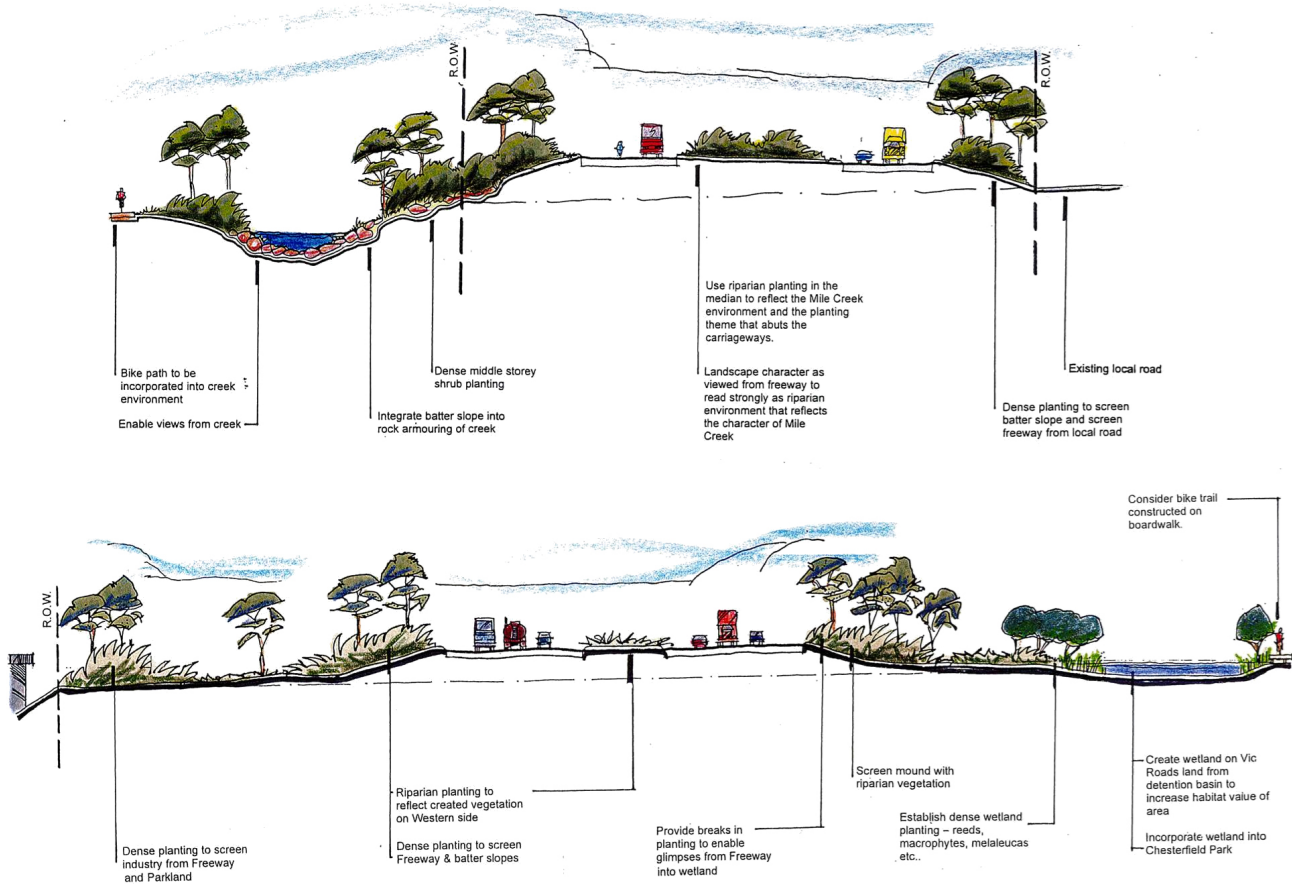 R.O.W.
R.O.W.
Bike path to be
incorporated into creek
environment
Enable views from creek
Integrate batter slope into
rock armouring of creek
Dense middle storey
shrub planting
Use riparian planting in the
median to reflect the Mile Creek
environment and the planting
theme that abuts the
carriageways.
Landscape character as
viewed from freeway to
read strongly as riparian
environment that reflects
the character of Mile
Creek
Dense planting to screen
batter slope and screen
freeway from local road
Existing local road
Consider bike trail
constructed on
boardwalk.
R.O.W.
Dense planting to screen
industry from Freeway
and Parkland
Riparian planting to
reflect created vegetation
on Western side
Dense planting to screen
Freeway & batter slopes
Provide breaks in
planting to enable
glimpses from Freeway
into wetland
Screen mound with
riparian vegetation
Establish dense wetland
planting – reeds,
macrophytes, melaleucas
etc..
Create wetland on Vic
Roads land from
detention basin to
increase habitat value of
area
Incorporate wetland into
Chesterfield Park